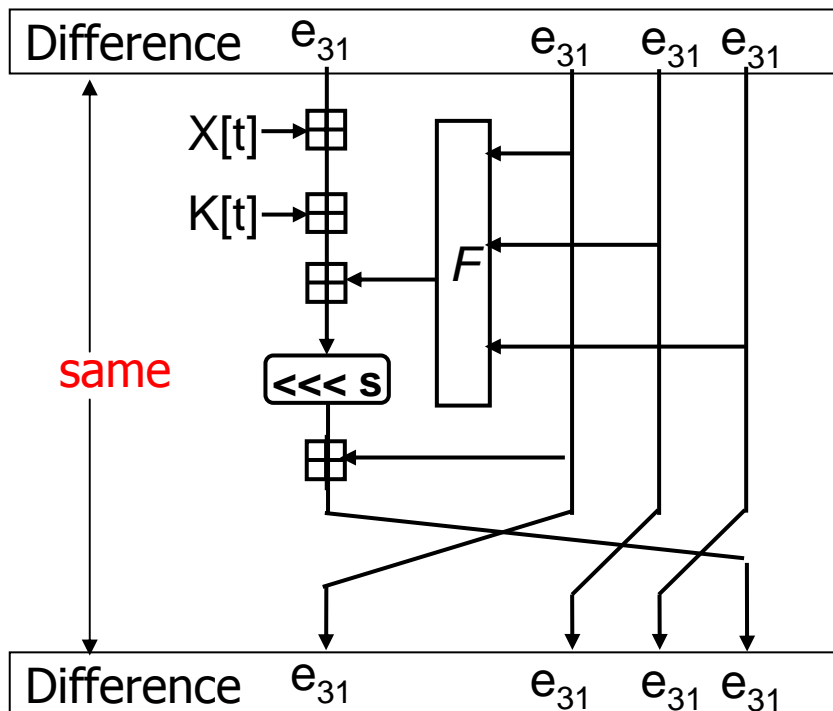 Difference e₃₁ e₃₁ e₃₁ e₃₁
X[t]
K[t]
F
same
<<< s
Difference e₃₁ e₃₁ e₃₁ e₃₁